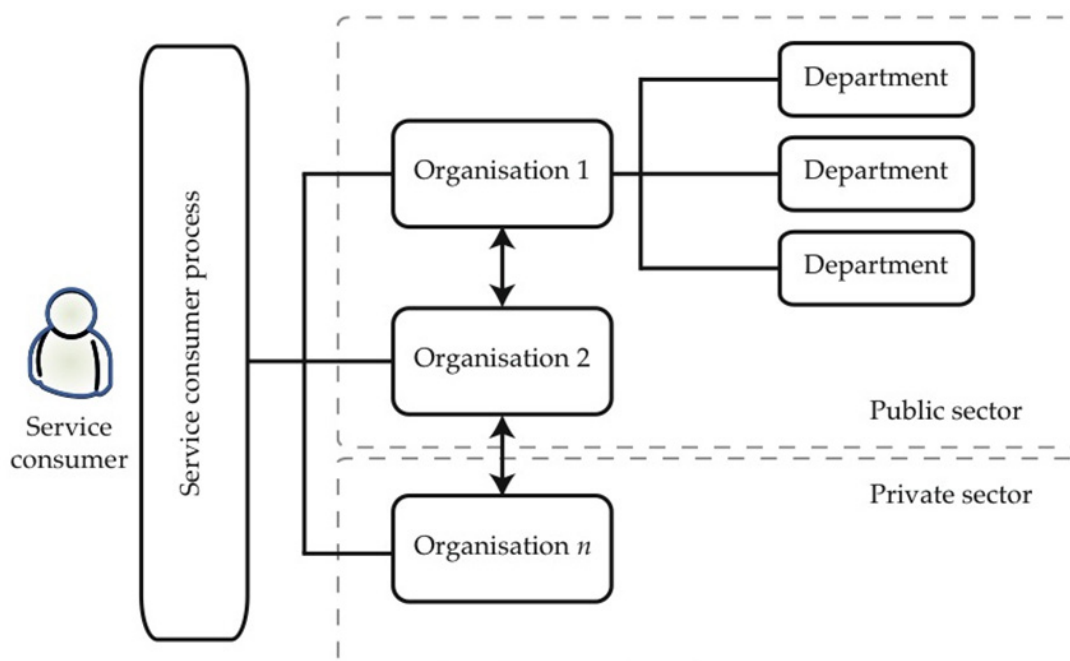 Service
consumer
Service consumer process
Organisation 1
Organisation 2
Organisation n
Department
Department
Department
Public sector
Private sector